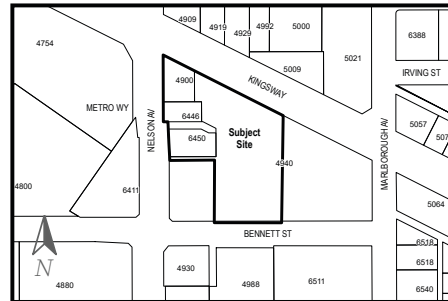 4909
4919
4929
4992
5000
6388
4754
5021
5009
IRVING ST
4900
KINGSWAY
METRO WY
6446
5057
507
NELSON AV
6450
Subject
Site
MARLBOROUGH AV
4940
4800
6411
5064
BENNETT ST
6518
4930
6518
N
4880
4988
6511
6540